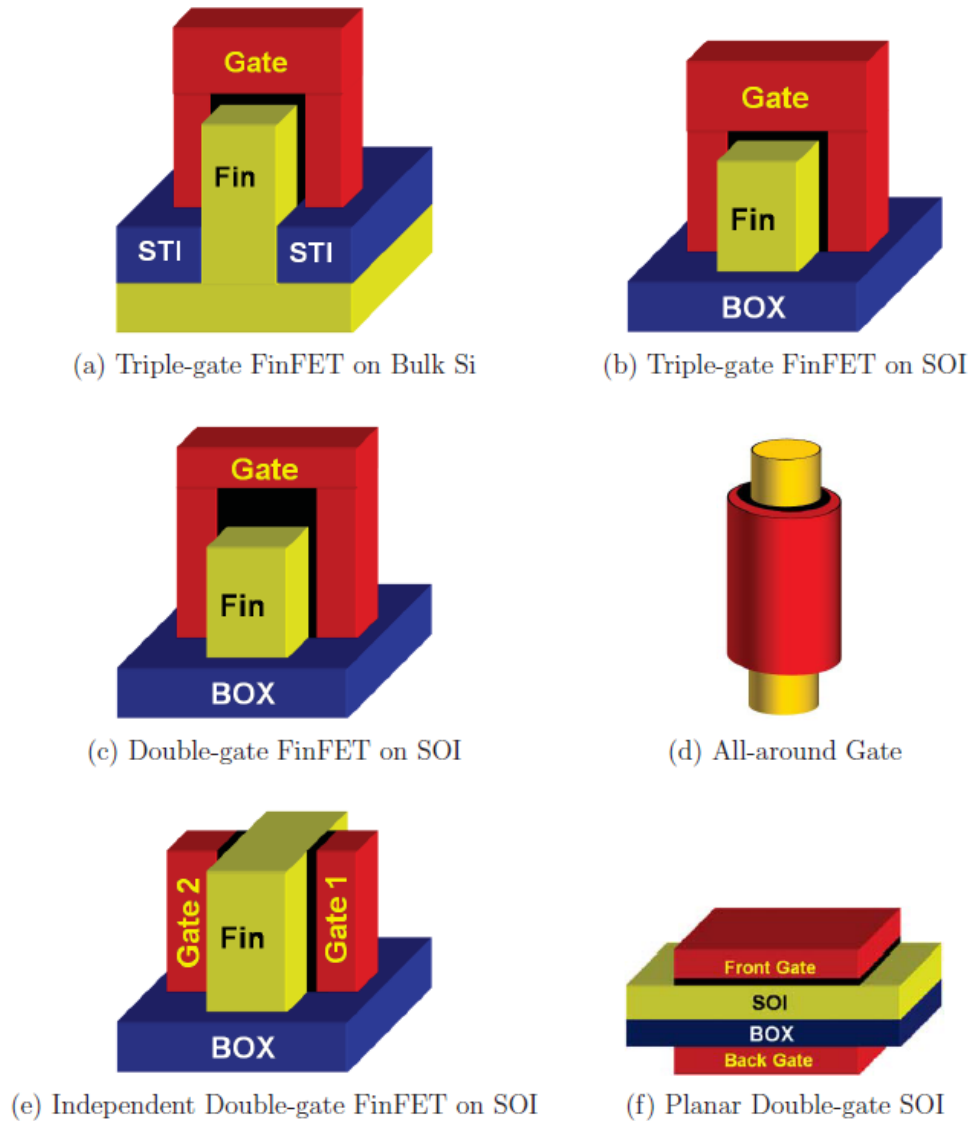 Gate
Fin
STI STI
(a) Triple-gate FinFET on Bulk Si
Gate
Fin
BOX
(b) Triple-gate FinFET on SOI
Gate
Fin
BOX
(c) Double-gate FinFET on SOI
(d) All-around Gate
Gate 2
Fin
Gate 1
BOX
(e) Independent Double-gate FinFET on SOI
Front Gate
SOI
BOX
Back Gate
(f) Planar Double-gate SOI